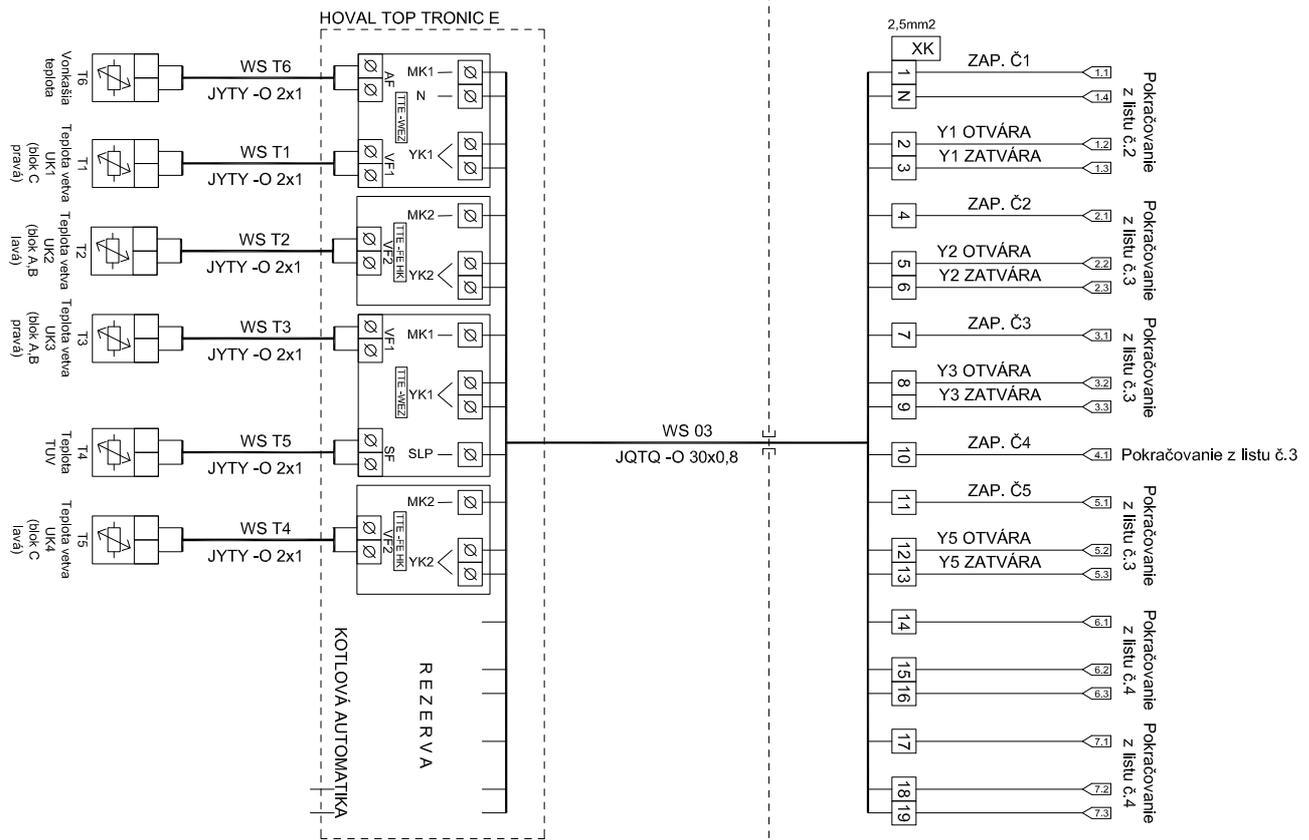 HOVAL TOP TRONIC E
T6
Vonkašia
teplota
WS T6
JYTY -O 2x1
AF
TTE -WEZ
MK1
N
T1
Teplota vetva
UK1
(blok C
pravá)
WS T1
JYTY -O 2x1
VF1
YK1
T2
Teplota vetva
UK2
(blok A,B
lavá)
WS T2
JYTY -O 2x1
VF2
TTE -FE HK
MK2
YK2
T3
Teplota vetva
UK3
(blok A,B
pravá)
WS T3
JYTY -O 2x1
VF1
TTE -WEZ
MK1
YK1
T4
Teplota
TUV
WS T5
JYTY -O 2x1
SF
SLP
T5
Teplota vetva
UK4
(blok C
lavá)
WS T4
JYTY -O 2x1
VF2
TTE -FE HK
MK2
YK2
KOTLOVÁ AUTOMATIKA
REZERVA
WS 03
JQTQ -O 30x0,8
2,5mm2
XK
1 ZAP. Č1 1.1
N 1.4
2 Y1 OTVÁRA 1.2
3 Y1 ZATVÁRA 1.3
Pokračovanie
z listu č.2
4 ZAP. Č2 2.1
5 Y2 OTVÁRA 2.2
6 Y2 ZATVÁRA 2.3
Pokračovanie
z listu č.3
7 ZAP. Č3 3.1
8 Y3 OTVÁRA 3.2
9 Y3 ZATVÁRA 3.3
Pokračovanie
z listu č.3
10 ZAP. Č4 4.1 Pokračovanie z listu č.3
11 ZAP. Č5 5.1
12 Y5 OTVÁRA 5.2
13 Y5 ZATVÁRA 5.3
Pokračovanie
z listu č.3
14 6.1
15 6.2
16 6.3
Pokračovanie
z listu č.4
17 7.1
18 7.2
19 7.3
Pokračovanie
z listu č.4